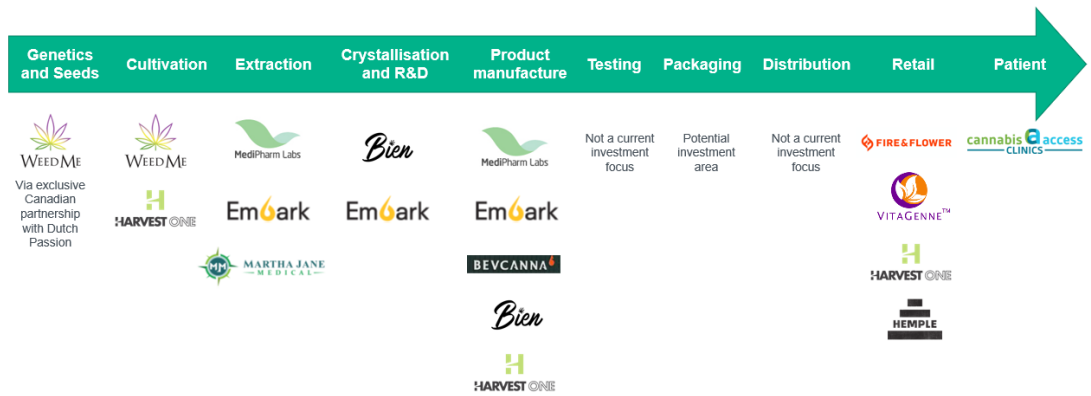 Genetics
and Seeds
Cultivation
Extraction
Crystallisation
and R&D
Product
manufacture
Testing
Packaging
Distribution
Retail
Patient
WEEDME
Via exclusive
Canadian
partnership
with Dutch
Passion
WEEDME
HARVEST ONE
MediPharm Labs
Embark
MARTHA JANE
MEDICAL
Bien
Embark
MediPharm Labs
Embark
BEVCANNA
Bien
HARVEST ONE
Not a current
investment
focus
Potential
investment
area
Not a current
investment
focus
FIRE&FLOWER
VITAGENNE™
HARVEST ONE
HEMPLE
cannabis access
CLINICS